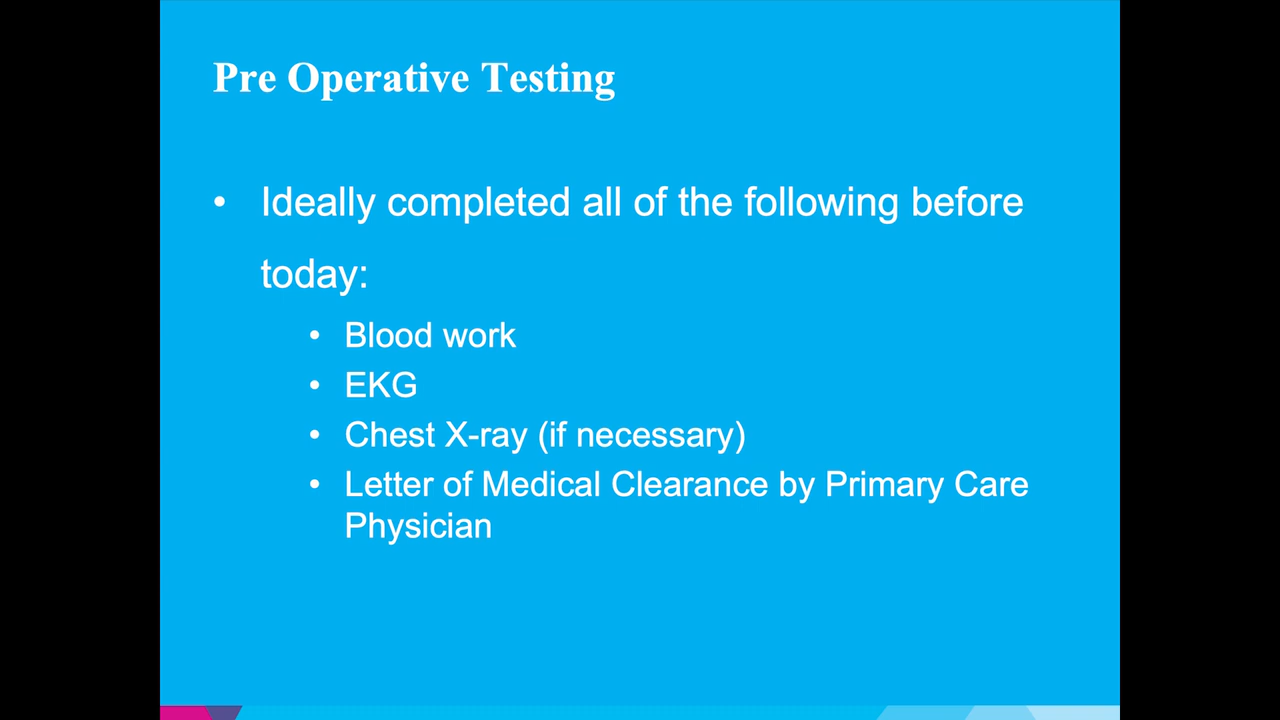 Pre Operative Testing
• Ideally completed all of the following before
today:
• Blood work
• EKG
• Chest X-ray (if necessary)
• Letter of Medical Clearance by Primary Care
Physician